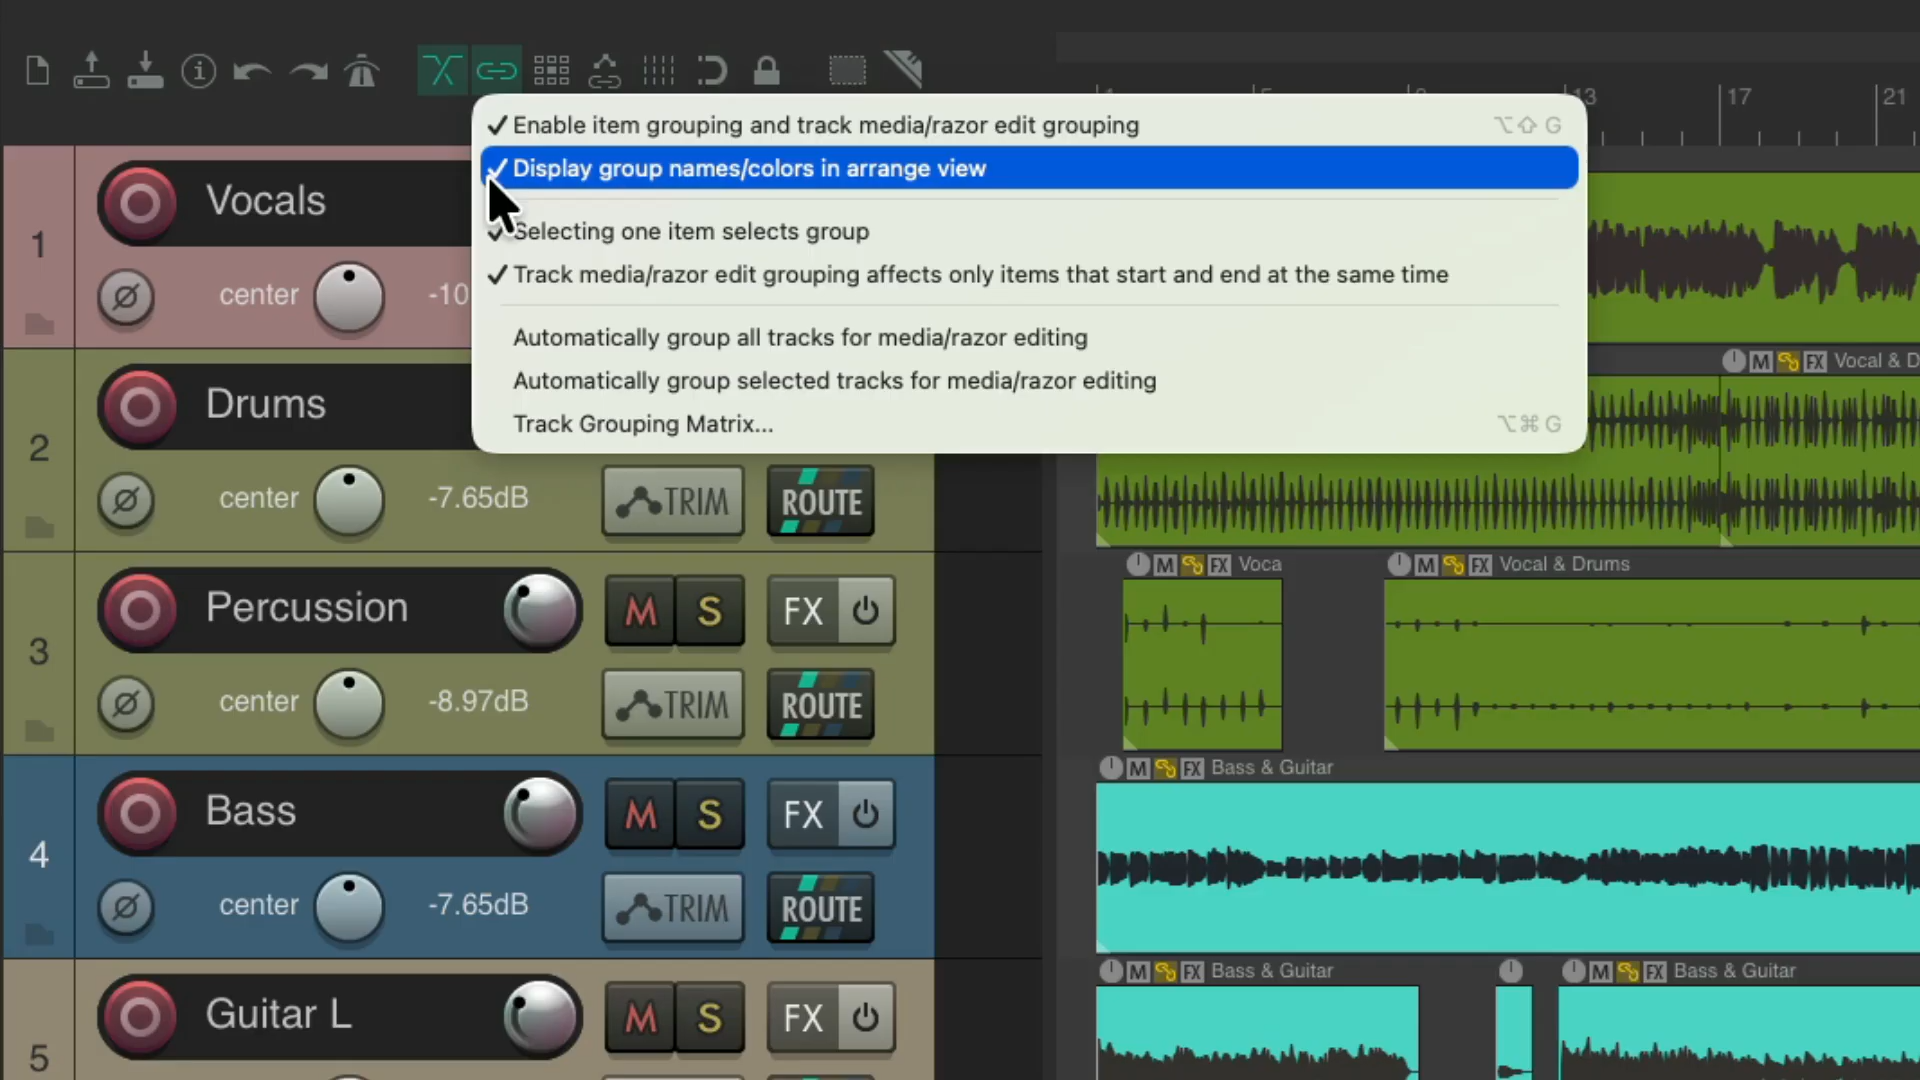 1
5
9
13
17
21
✓ Enable item grouping and track media/razor edit grouping ⌥⇧ G
✓ Display group names/colors in arrange view
✓ Selecting one item selects group
✓ Track media/razor edit grouping affects only items that start and end at the same time
Automatically group all tracks for media/razor editing
Automatically group selected tracks for media/razor editing
Track Grouping Matrix... ⌥⌘ G
1
Vocals
center
-10
2
Drums
center
-7.65dB
TRIM
ROUTE
M FX Vocal & D
3
Percussion
M
S
FX
center
-8.97dB
TRIM
ROUTE
M FX Voca
M FX Vocal & Drums
4
Bass
M
S
FX
center
-7.65dB
TRIM
ROUTE
M FX Bass & Guitar
5
Guitar L
M
S
FX
M FX Bass & Guitar
M FX Bass & Guitar